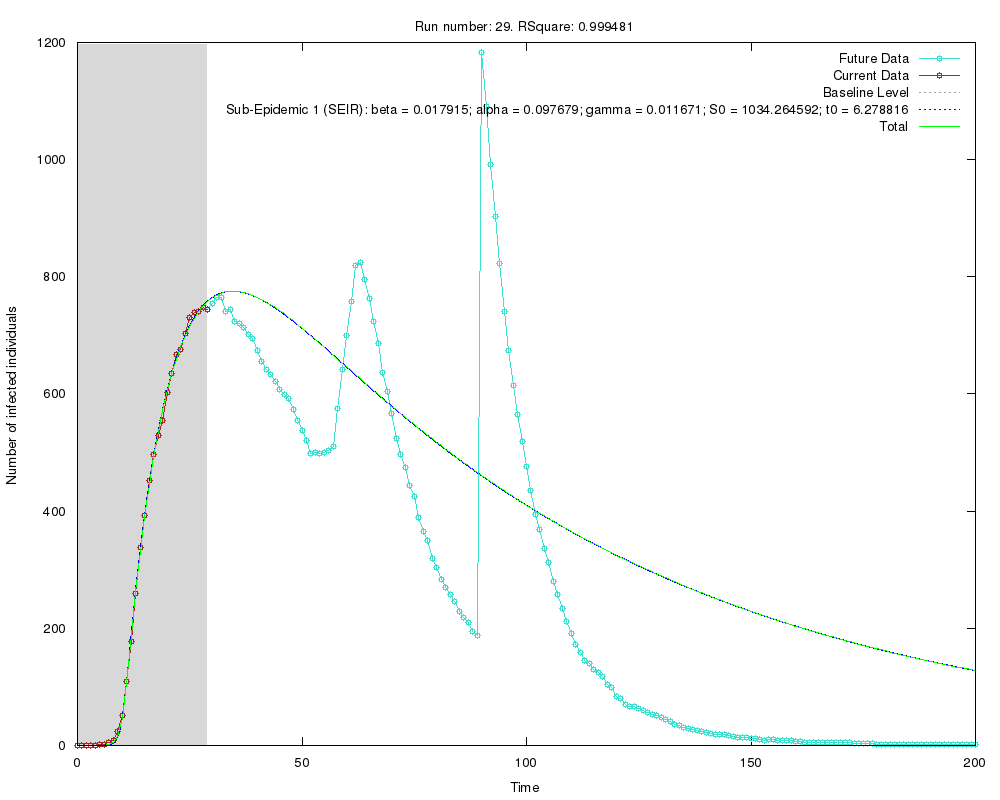 Run number: 29. RSquare: 0.999481
1200
1000
800
600
400
200
0
0 50 100 150 200
Number of infected individuals
Time
Future Data
Current Data
Baseline Level
Sub-Epidemic 1 (SEIR): beta = 0.017915; alpha = 0.097679; gamma = 0.011671; S0 = 1034.264592; t0 = 6.278816
Total